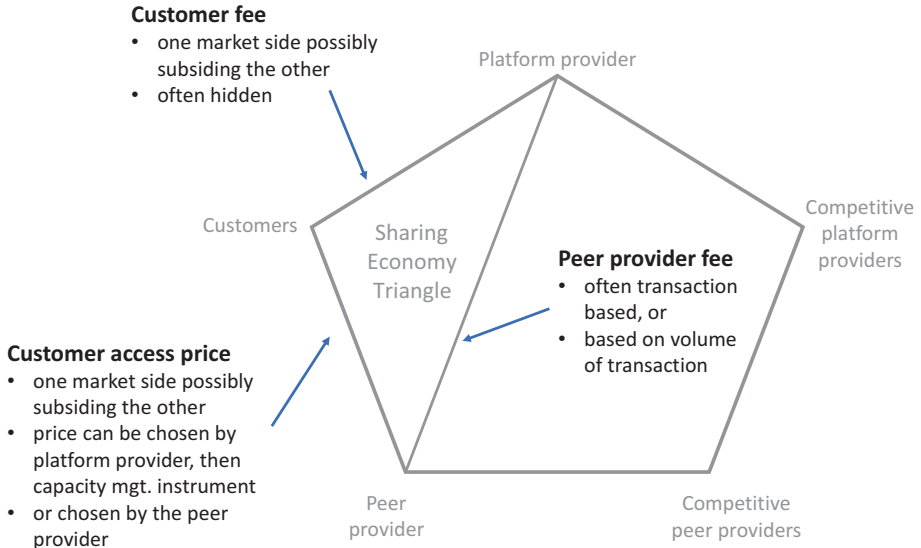 Customer fee
• one market side possibly
subsiding the other
• often hidden
Platform provider
Customers
Sharing
Economy
Triangle
Competitive
platform
providers
Peer provider fee
• often transaction
based, or
• based on volume
of transaction
Customer access price
• one market side possibly
subsiding the other
• price can be chosen by
platform provider, then
capacity mgt. instrument
• or chosen by the peer
provider
Peer
provider
Competitive
peer providers